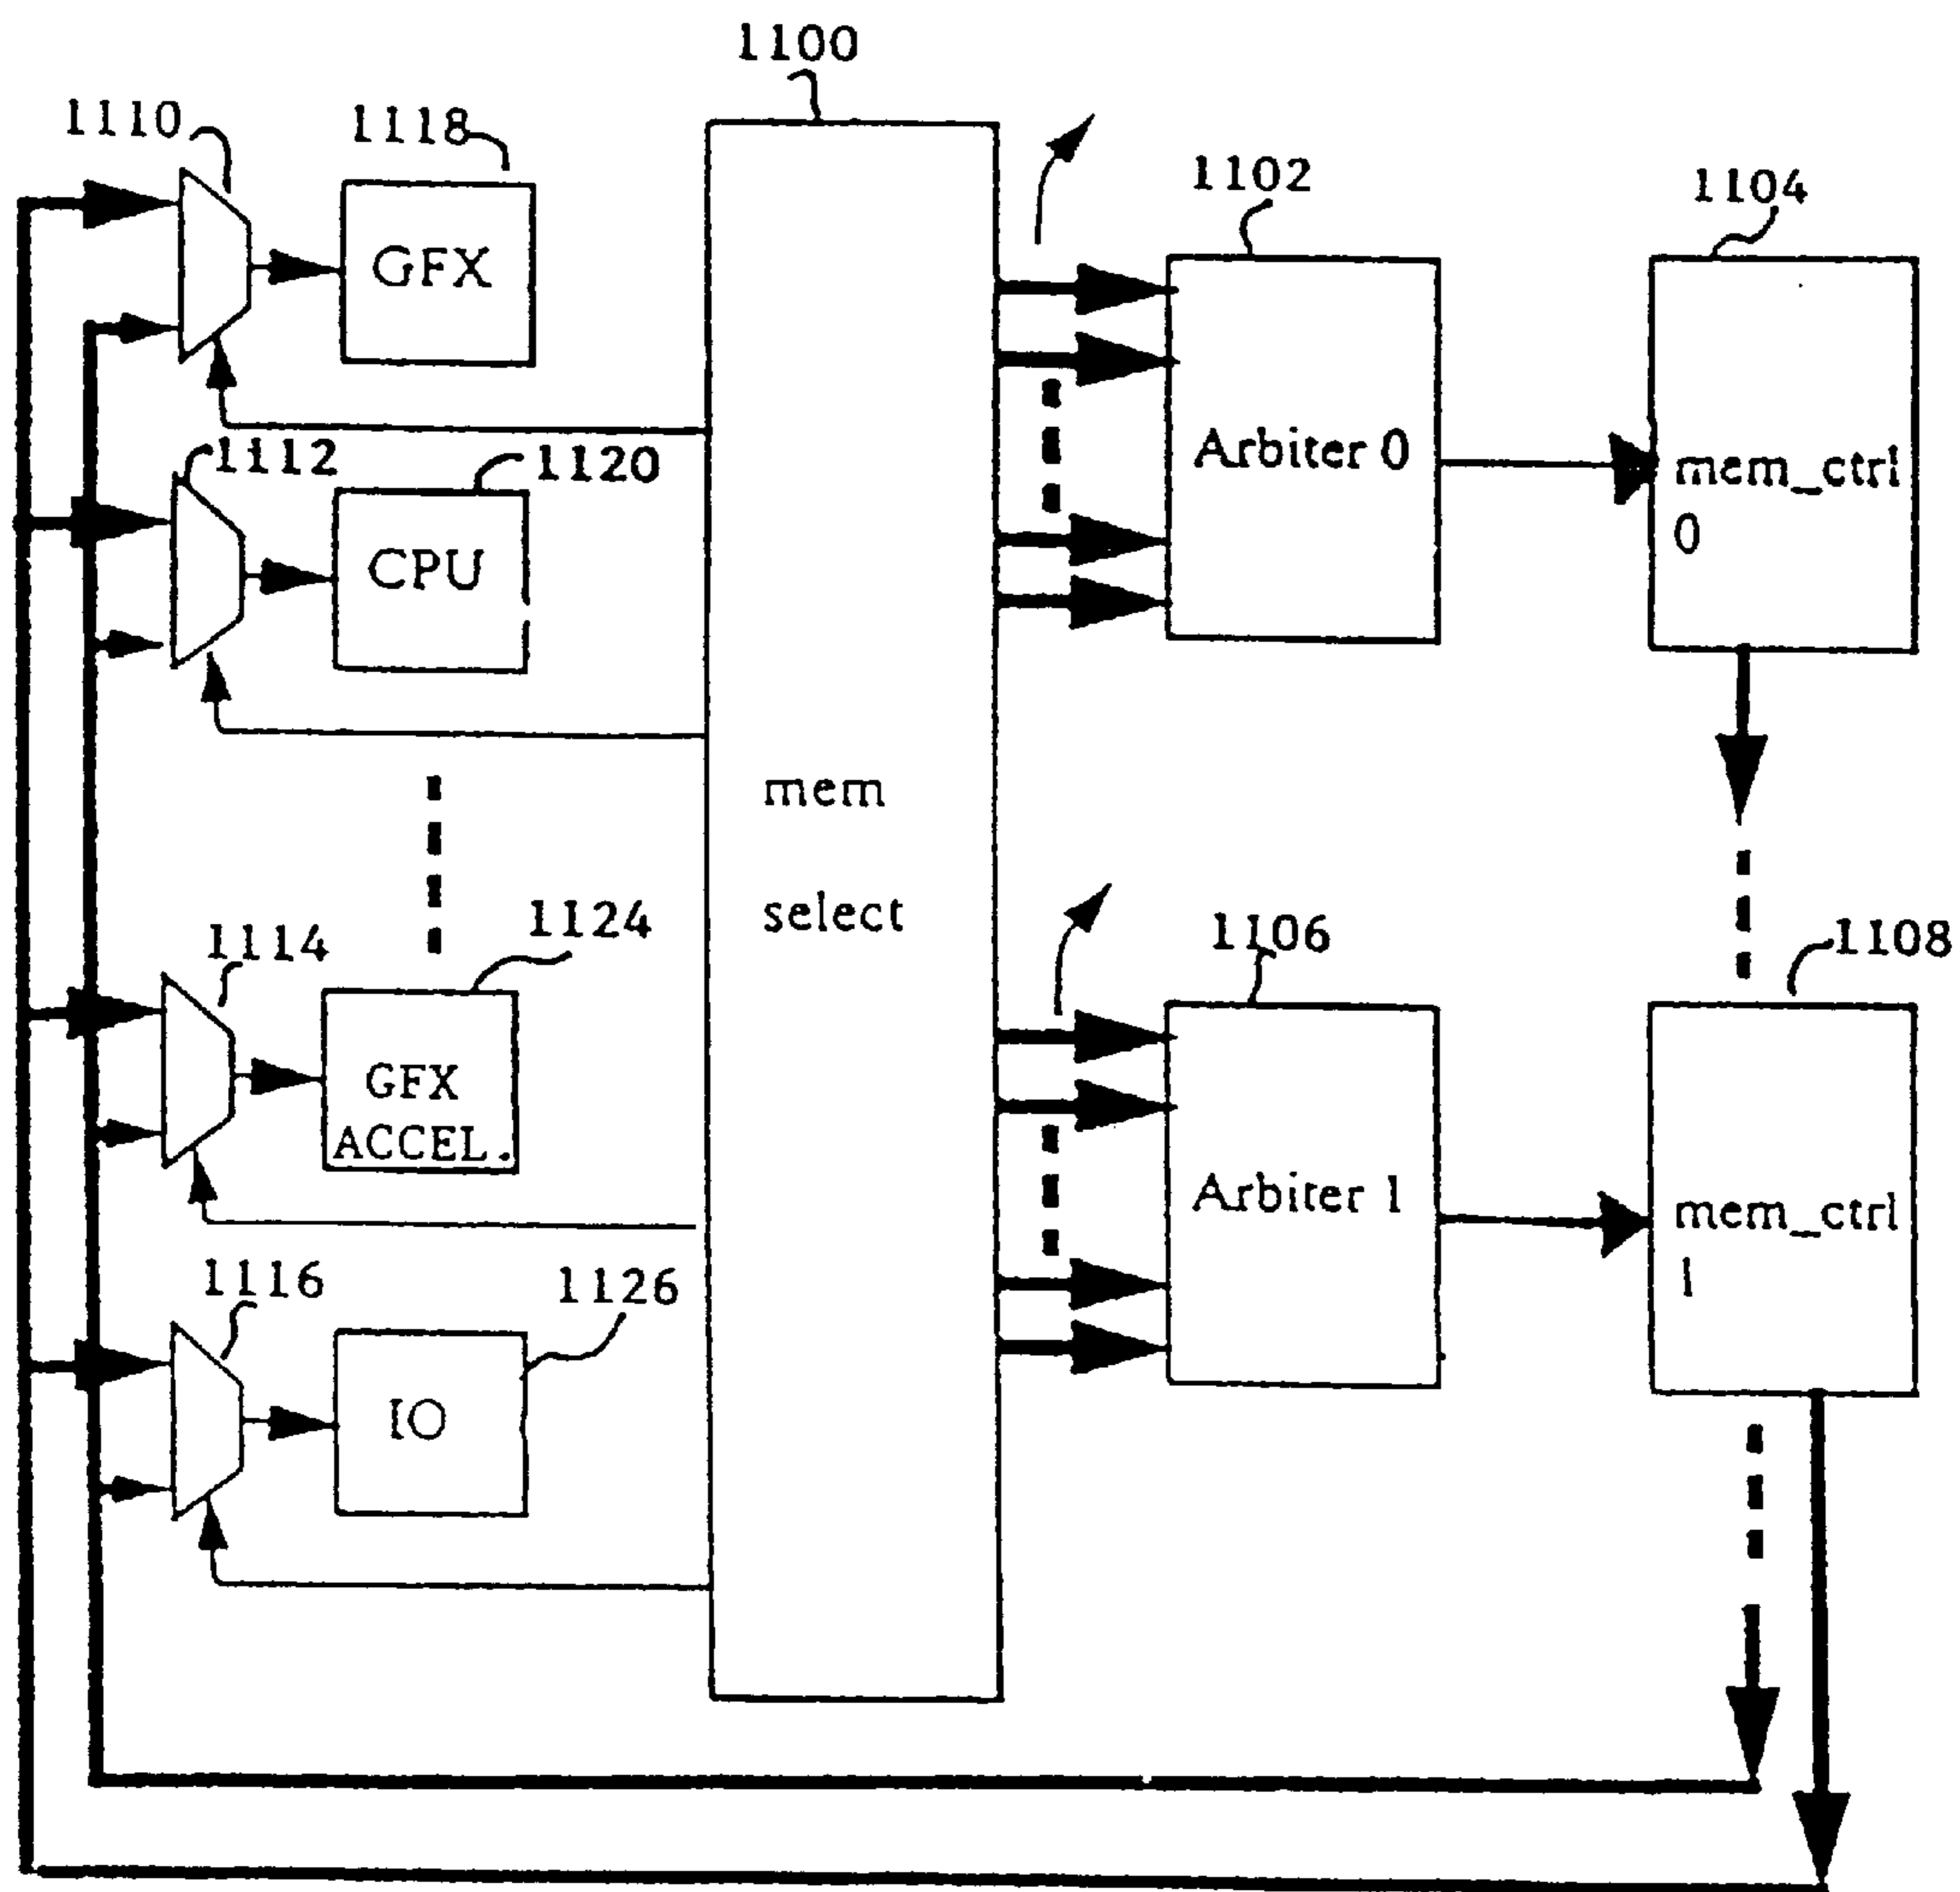 1100
1110
1118
1102
1104
GFX
1112
1120
Arbiter 0
mem_ctrl
0
CPU
mem
select
1114
1124
1106
1108
GFX
ACCEL.
Arbiter 1
mem_ctrl
1
1116
1126
IO